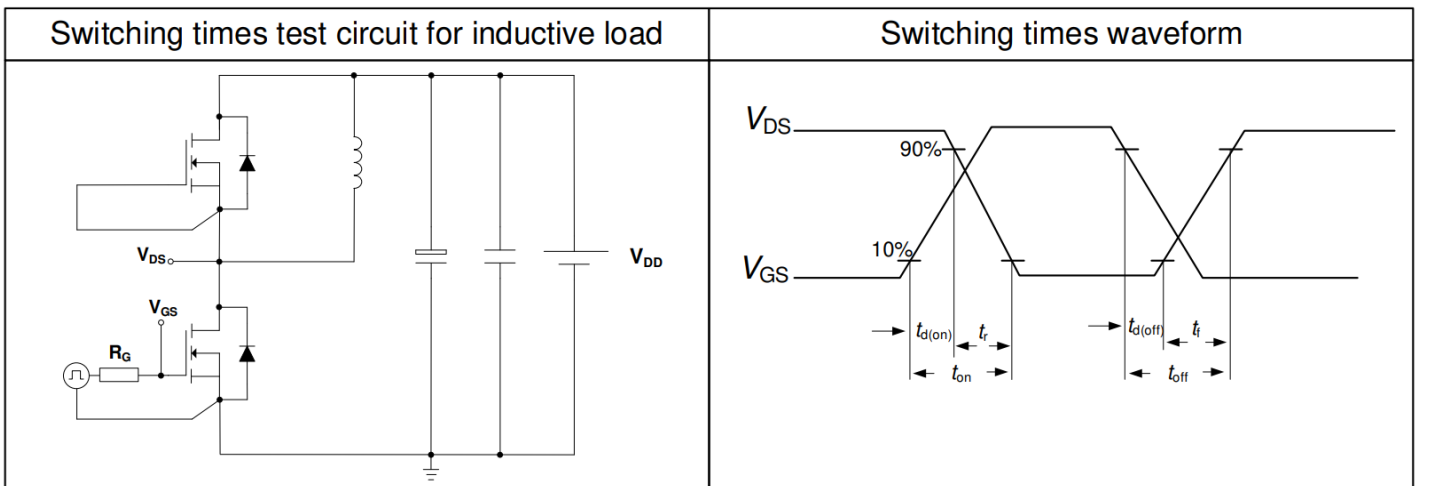 Switching times test circuit for inductive load
Switching times waveform
VDS
VDD
VGS
RG
VDS
90%
10%
VGS
td(on) tr
ton
td(off) tf
toff